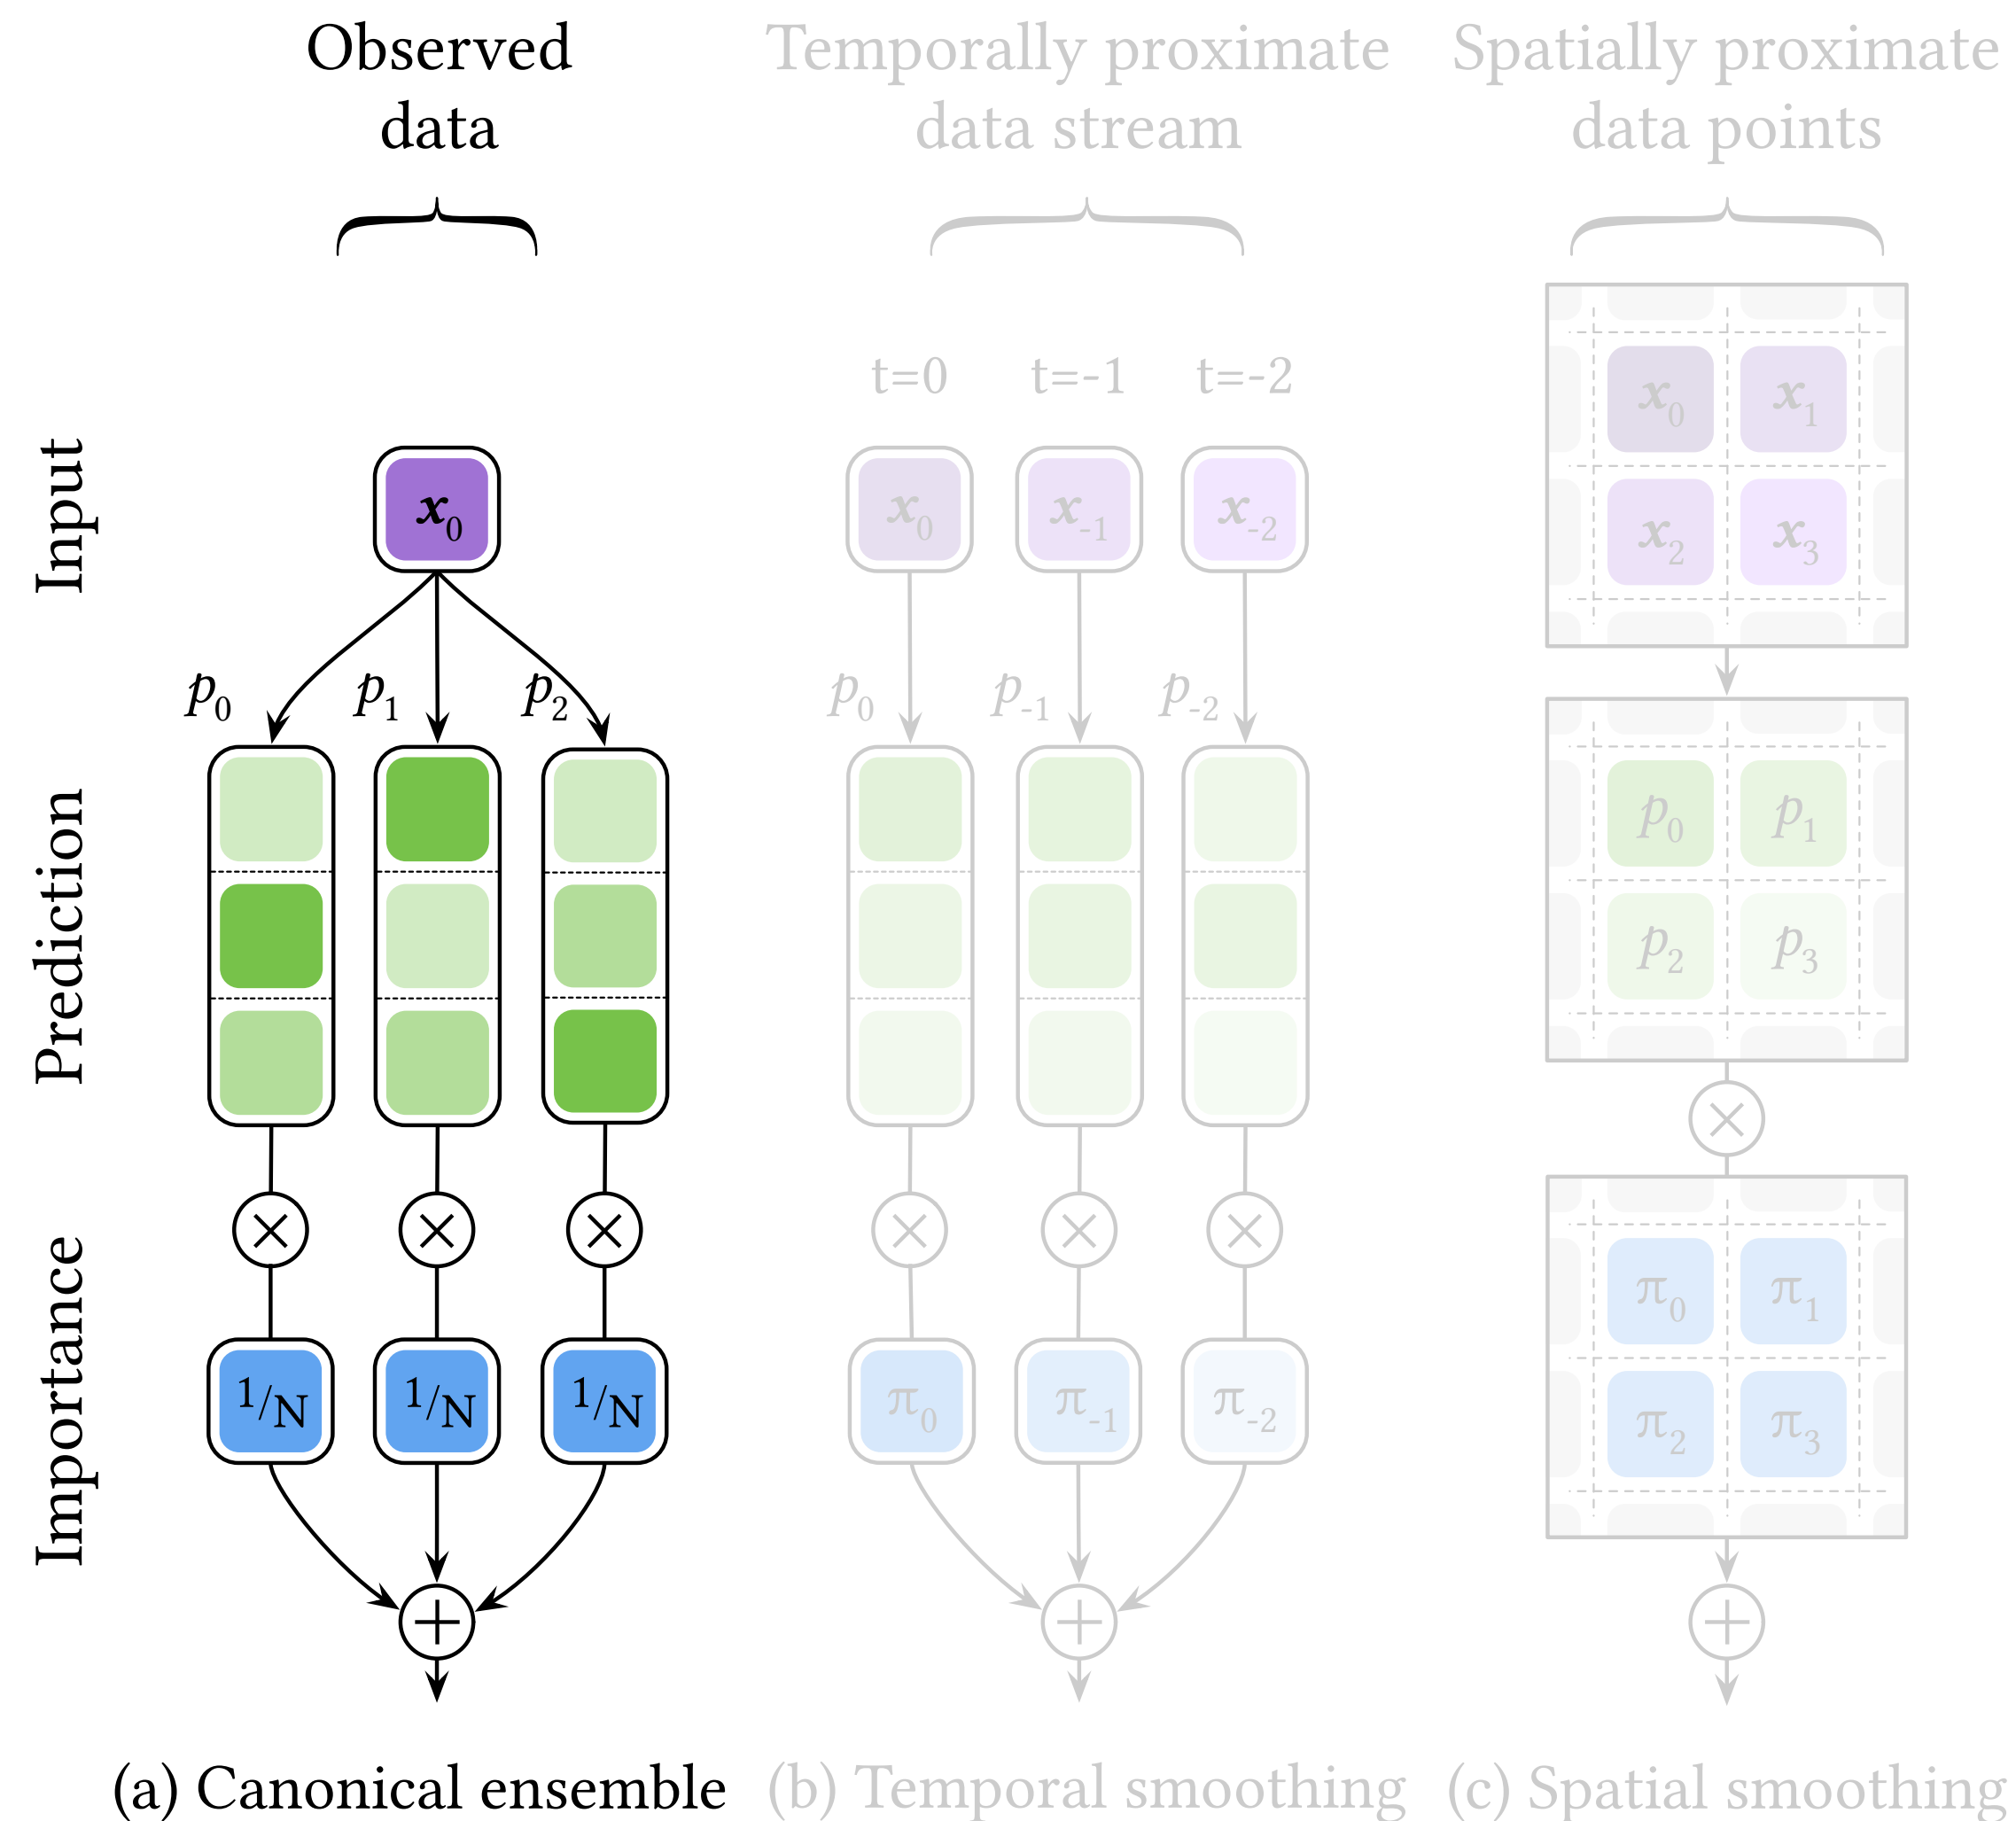 Observed
data
Temporally proximate
data stream
Spatially proximate
data points
Input
Prediction
Importance
x0
p0 p1 p2
1/N 1/N 1/N
t=0 t=-1 t=-2
x0 x-1 x-2
p0 p-1 p-2
π0 π-1 π-2
x0 x1
x2 x3
p0 p1
p2 p3
π0 π1
π2 π3
(a) Canonical ensemble
(b) Temporal smoothing
(c) Spatial smoothing